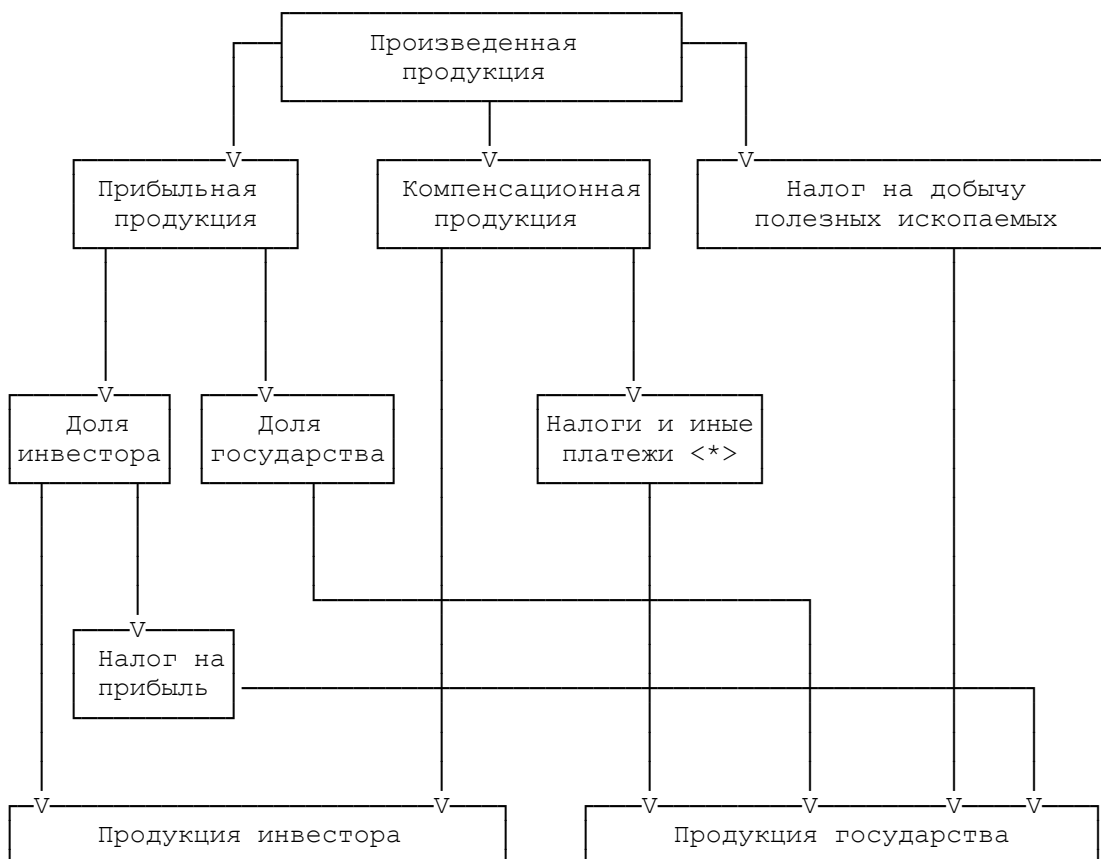 Произведенная
продукция
Прибыльная
продукция
Компенсационная
продукция
Налог на добычу
полезных ископаемых
Доля
инвестора
Доля
государства
Налоги и иные
платежи <*>
Налог на
прибыль
Продукция инвестора
Продукция государства